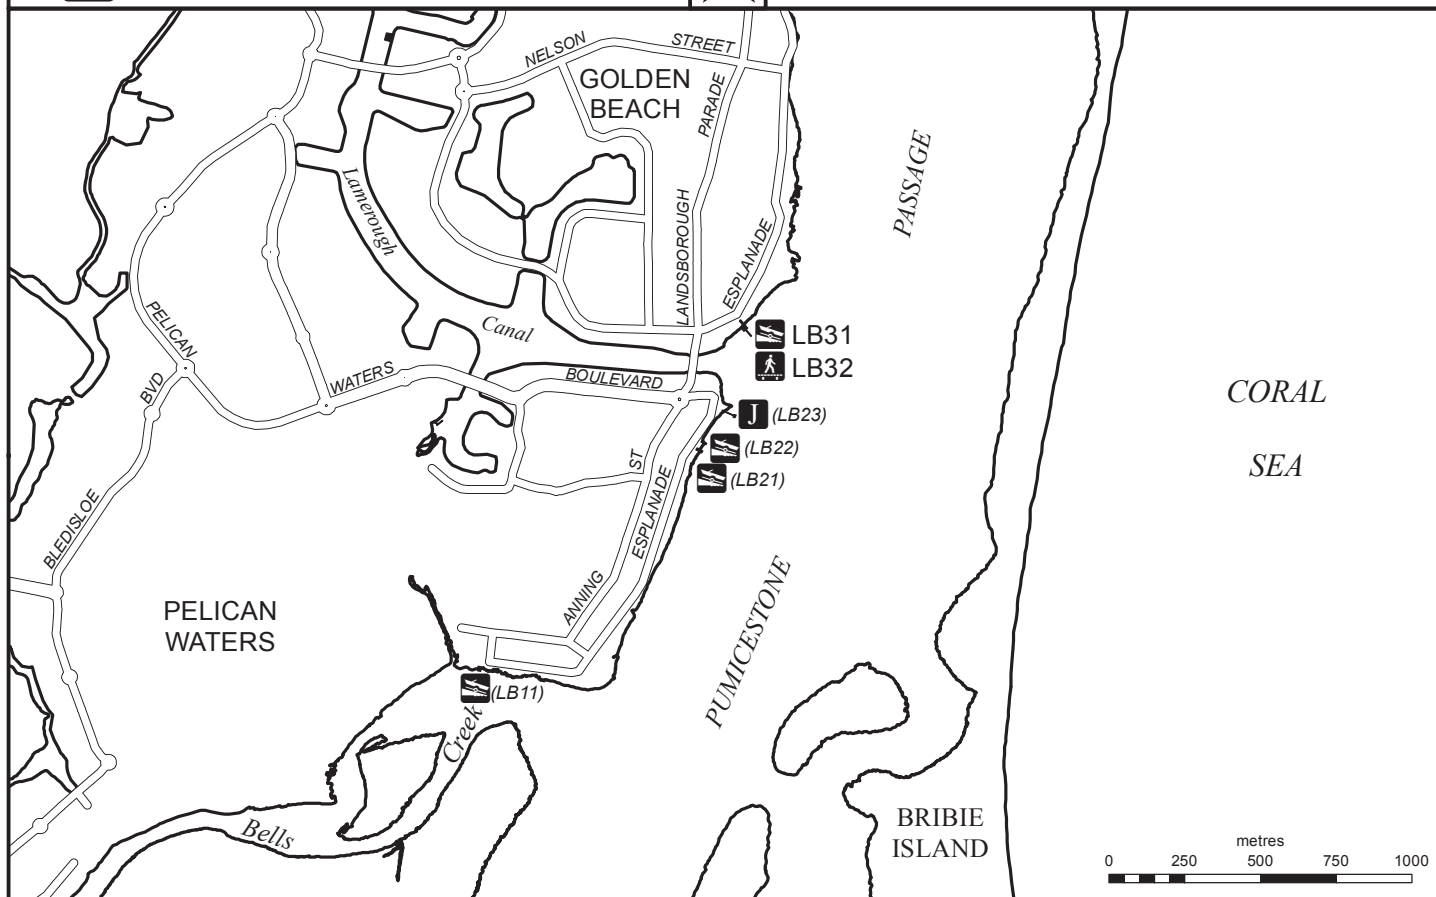 NELSON
STREET
GOLDEN
BEACH
PARADE
PASSAGE
Lamerough
LANDSBOROUGH
ESPLANADE
PELICAN
Canal
LB31
LB32
BVD
WATERS
BOULEVARD
CORAL
SEA
J (LB23)
(LB22)
(LB21)
ST
ESPLANADE
BLEDISLOE
ANNING
PUMICESTONE
PELICAN
WATERS
(LB11)
Creek
Bells
BRIBIE
ISLAND
metres
0 250 500 750 1000